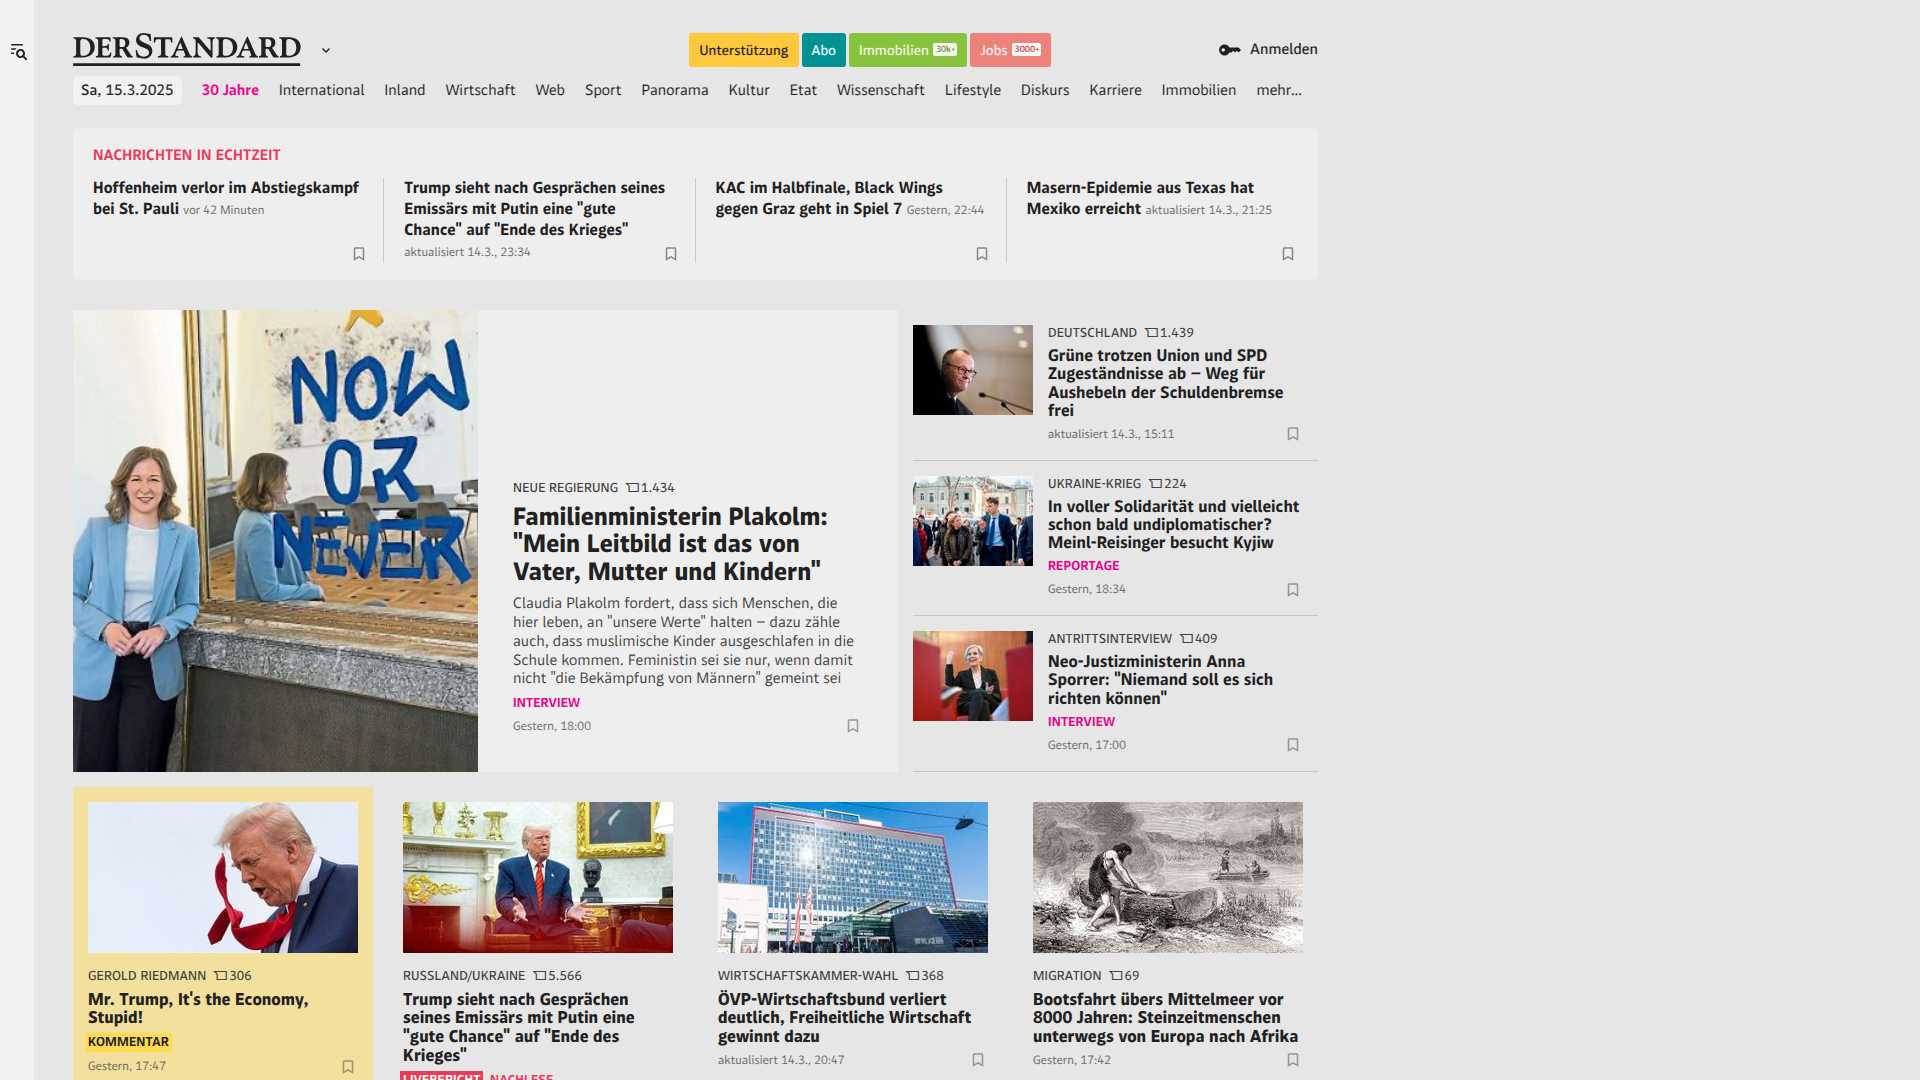 DERSTANDARD
Unterstützung
Abo
Immobilien 30k+
Jobs 3000+
Anmelden
Sa, 15.3.2025
30 Jahre
International
Inland
Wirtschaft
Web
Sport
Panorama
Kultur
Etat
Wissenschaft
Lifestyle
Diskurs
Karriere
Immobilien
mehr...
NACHRICHTEN IN ECHTZEIT
Hoffenheim verlor im Abstiegskampf
bei St. Pauli vor 42 Minuten
Trump sieht nach Gesprächen seines
Emissärs mit Putin eine "gute
Chance" auf "Ende des Krieges"
aktualisiert 14.3., 23:34
KAC im Halbfinale, Black Wings
gegen Graz geht in Spiel 7 Gestern, 22:44
Masern-Epidemie aus Texas hat
Mexiko erreicht aktualisiert 14.3., 21:25
NOW
OR
NEVER
NEUE REGIERUNG 1.434
Familienministerin Plakolm:
"Mein Leitbild ist das von
Vater, Mutter und Kindern"
Claudia Plakolm fordert, dass sich Menschen, die
hier leben, an "unsere Werte" halten – dazu zähle
auch, dass muslimische Kinder ausgeschlafen in die
Schule kommen. Feministin sei sie nur, wenn damit
nicht "die Bekämpfung von Männern" gemeint sei
INTERVIEW
Gestern, 18:00
DEUTSCHLAND 1.439
Grüne trotzen Union und SPD
Zugeständnisse ab – Weg für
Aushebeln der Schuldenbremse
frei
aktualisiert 14.3., 15:11
UKRAINE-KRIEG 224
In voller Solidarität und vielleicht
schon bald undiplomatischer?
Meinl-Reisinger besucht Kyjiw
REPORTAGE
Gestern, 18:34
ANTRITTSINTERVIEW 409
Neo-Justizministerin Anna
Sporrer: "Niemand soll es sich
richten können"
INTERVIEW
Gestern, 17:00
GEROLD RIEDMANN 306
Mr. Trump, It's the Economy,
Stupid!
KOMMENTAR
Gestern, 17:47
RUSSLAND/UKRAINE 5.566
Trump sieht nach Gesprächen
seines Emissärs mit Putin eine
"gute Chance" auf "Ende des
Krieges"
LIVEBERICHT NACHLESE
WIRTSCHAFTSKAMMER-WAHL 368
ÖVP-Wirtschaftsbund verliert
deutlich, Freiheitliche Wirtschaft
gewinnt dazu
aktualisiert 14.3., 20:47
MIGRATION 69
Bootsfahrt übers Mittelmeer vor
8000 Jahren: Steinzeitmenschen
unterwegs von Europa nach Afrika
Gestern, 17:42